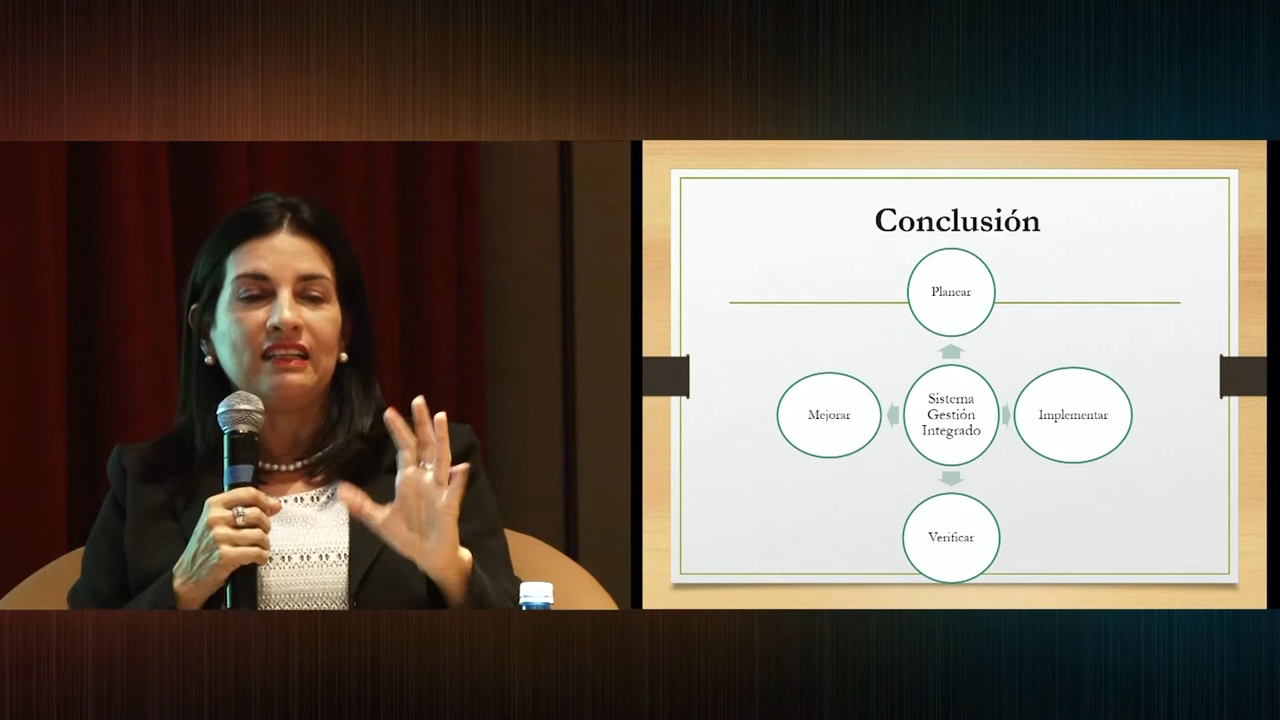 Conclusión
Planear
Mejorar
Sistema
Gestión
Integrado
Implementar
Verificar